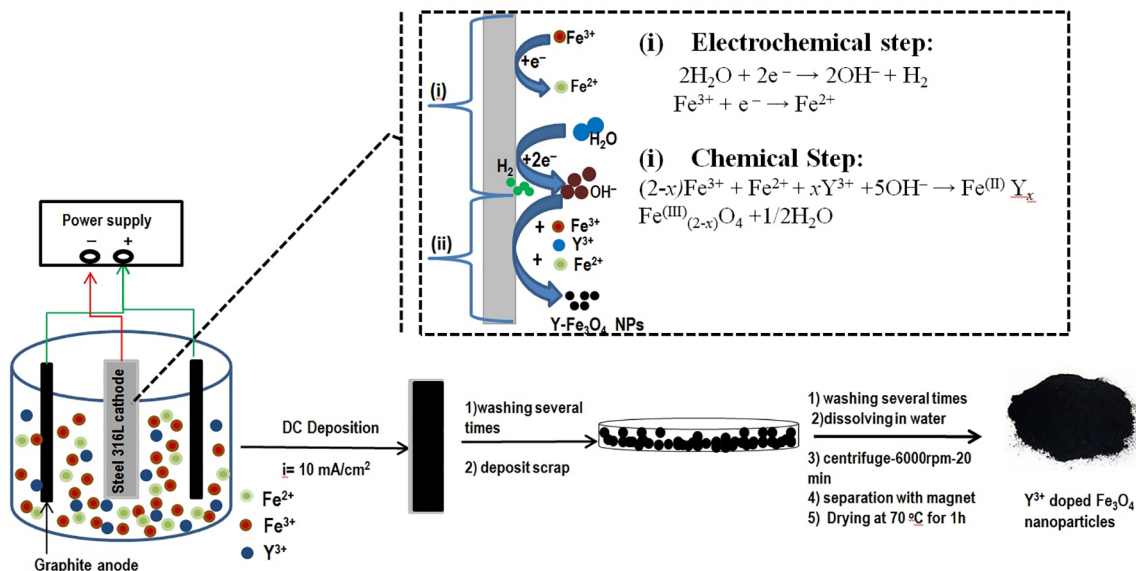 Power supply
− +
Steel 316L cathode
Graphite anode
Fe²⁺
Fe³⁺
Y³⁺
DC Deposition
i= 10 mA/cm²
(i)
Fe³⁺
+e⁻
Fe²⁺
H₂O
+2e⁻
H₂
OH⁻
(ii)
+ Fe³⁺
Y³⁺
+ Fe²⁺
Y-Fe₃O₄ NPs
(i) Electrochemical step:
2H₂O + 2e⁻ → 2OH⁻ + H₂
Fe³⁺ + e⁻ → Fe²⁺
(i) Chemical Step:
(2-x)Fe³⁺ + Fe²⁺ + xY³⁺ +5OH⁻ → Fe⁽ᴵᴵ⁾ Yₓ
Fe⁽ᴵᴵᴵ⁾₍₂₋ₓ₎O₄ +1/2H₂O
1)washing several
times
2) deposit scrap
1) washing several times
2)dissolving in water
3) centrifuge-6000rpm-20
min
4) separation with magnet
5) Drying at 70 ºC for 1h
Y³⁺ doped Fe₃O₄
nanoparticles